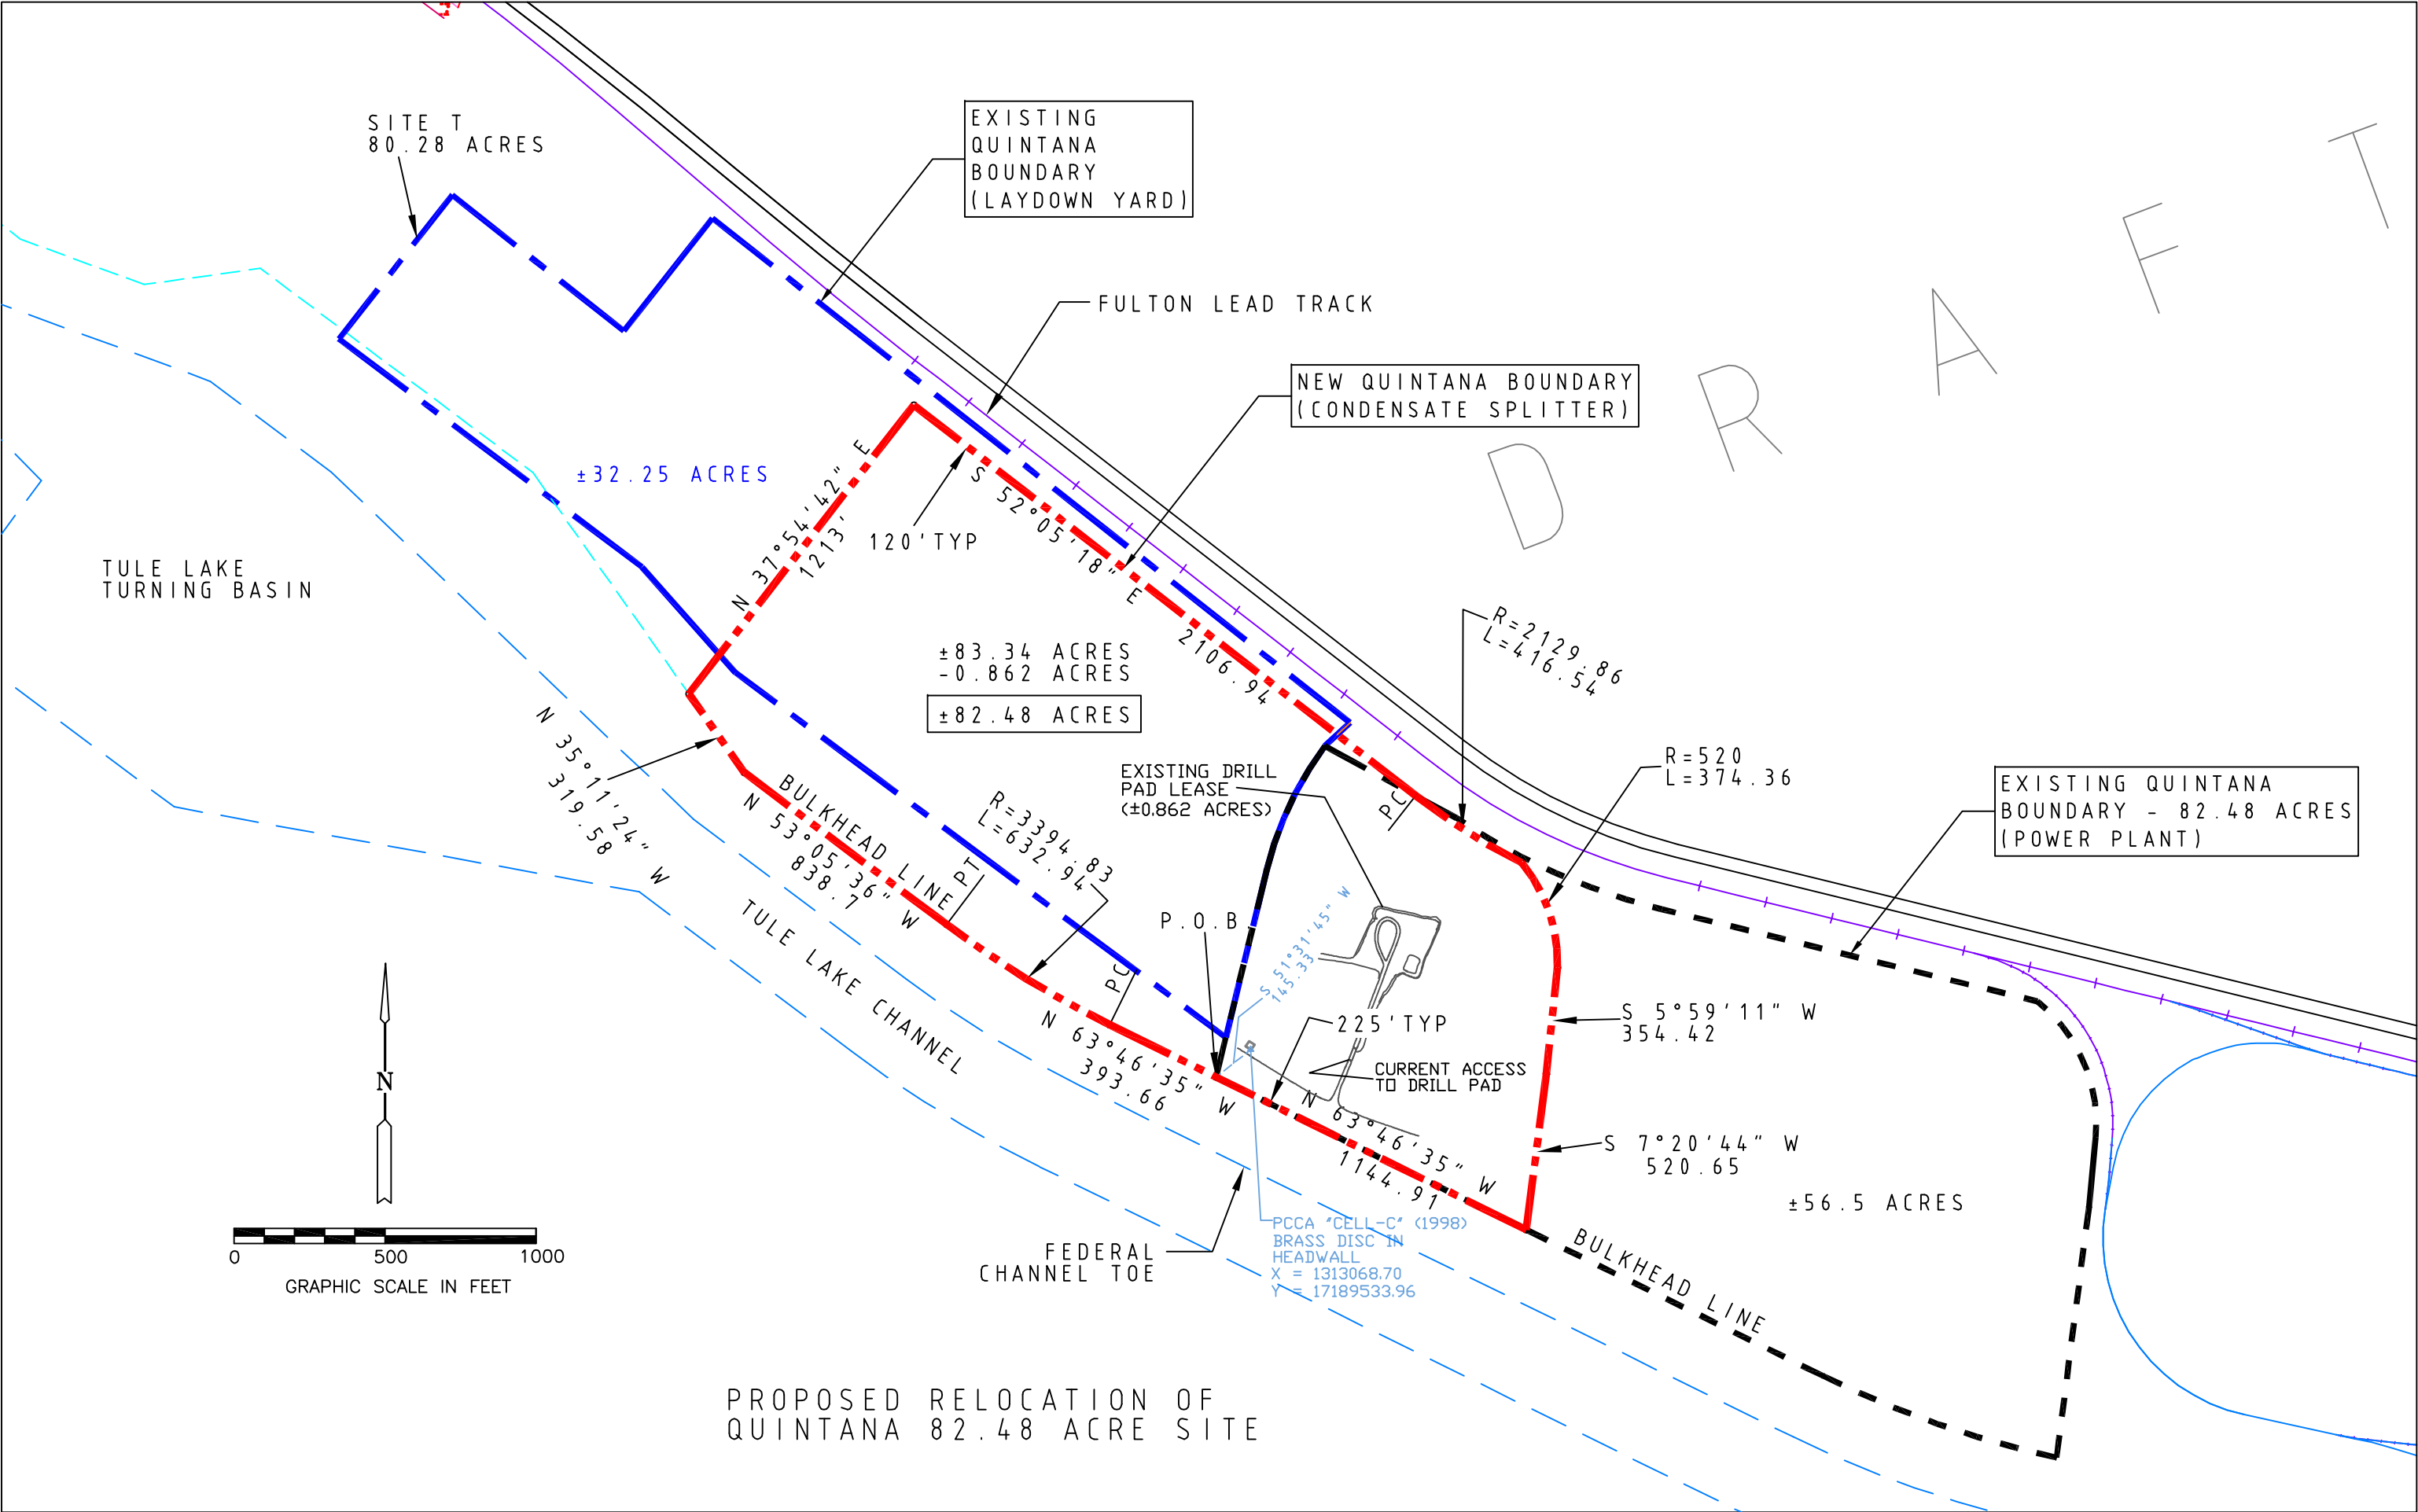 SITE T
80.28 ACRES
EXISTING
QUINTANA
BOUNDARY
(LAYDOWN YARD)
D R A F T
FULTON LEAD TRACK
NEW QUINTANA BOUNDARY
(CONDENSATE SPLITTER)
±32.25 ACRES
N 37°54'42" E
1213'
120'TYP
S 52°05'18" E
2106.94
TULE LAKE
TURNING BASIN
±83.34 ACRES
-0.862 ACRES
±82.48 ACRES
R=2129.86
L=416.54
R=520
L=374.36
EXISTING QUINTANA
BOUNDARY - 82.48 ACRES
(POWER PLANT)
N 35°11'24" W
319.58
BULKHEAD LINE
N 53°05'36" W
838.7
PT
R=3394.83
L=632.94
EXISTING DRILL
PAD LEASE
(±0.862 ACRES)
PC
P.O.B
S 51°31'45" W
145.33
PC
TULE LAKE CHANNEL
N 63°46'35" W
393.66
225'TYP
CURRENT ACCESS
TO DRILL PAD
S 5°59'11" W
354.42
S 7°20'44" W
520.65
N 63°46'35" W
1144.91
±56.5 ACRES
N
0 500 1000
GRAPHIC SCALE IN FEET
FEDERAL
CHANNEL TOE
PCCA "CELL-C" (1998)
BRASS DISC IN
HEADWALL
X = 1313068.70
Y = 17189533.96
BULKHEAD LINE
PROPOSED RELOCATION OF
QUINTANA 82.48 ACRE SITE